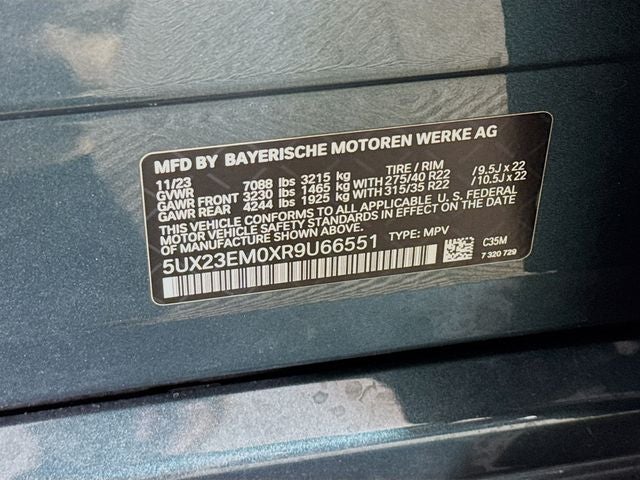 MFD BY BAYERISCHE MOTOREN WERKE AG
11/23 TIRE / RIM
GVWR 7088 lbs 3215 kg
GAWR FRONT 3230 lbs 1465 kg WITH 275/40 R22 / 9.5J x 22
GAWR REAR 4244 lbs 1925 kg WITH 315/35 R22 / 10.5J x 22
THIS VEHICLE CONFORMS TO ALL APPLICABLE U.S. FEDERAL
MOTOR VEHICLE SAFETY STANDARDS IN EFFECT ON THE DATE
OF MANUFACTURE SHOWN ABOVE.
5UX23EM0XR9U66551 TYPE: MPV
C35M
7 320 729